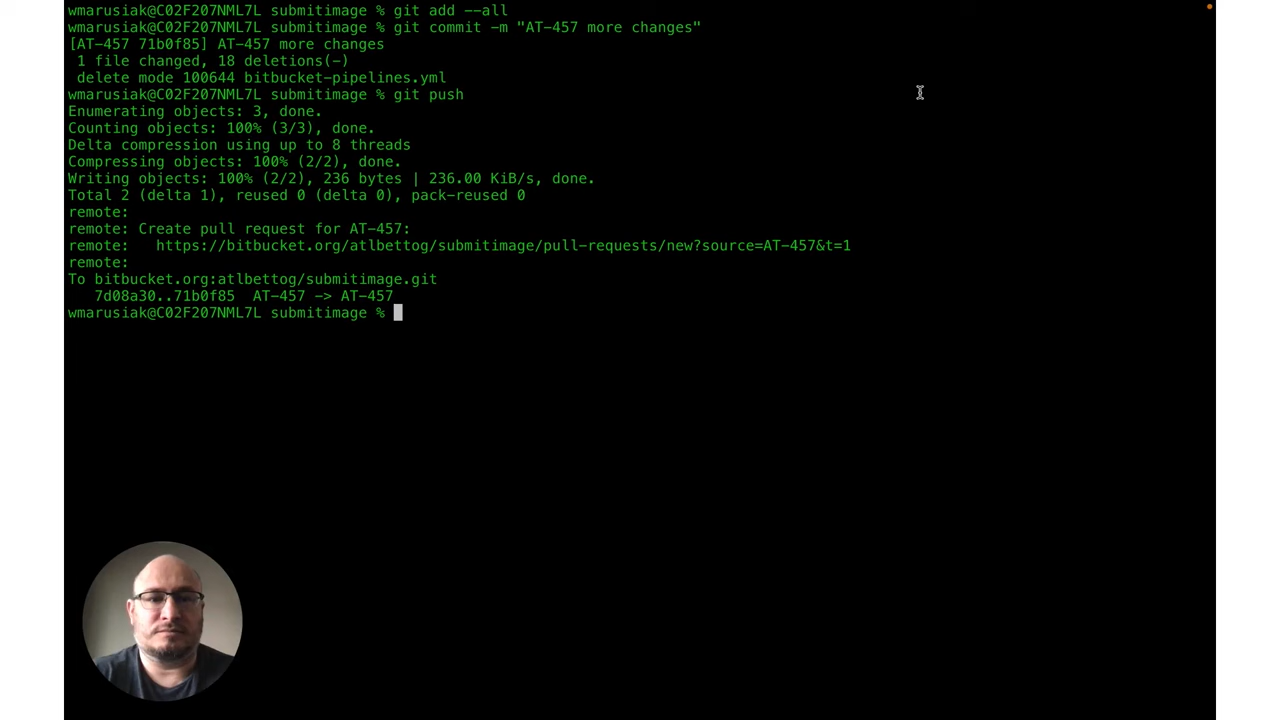 wmarusiak@C02F207NML7L submitimage % git add --all
wmarusiak@C02F207NML7L submitimage % git commit -m "AT-457 more changes"
[AT-457 71b0f85] AT-457 more changes
 1 file changed, 18 deletions(-)
 delete mode 100644 bitbucket-pipelines.yml
wmarusiak@C02F207NML7L submitimage % git push
Enumerating objects: 3, done.
Counting objects: 100% (3/3), done.
Delta compression using up to 8 threads
Compressing objects: 100% (2/2), done.
Writing objects: 100% (2/2), 236 bytes | 236.00 KiB/s, done.
Total 2 (delta 1), reused 0 (delta 0), pack-reused 0
remote:
remote: Create pull request for AT-457:
remote:   https://bitbucket.org/atlbettog/submitimage/pull-requests/new?source=AT-457&t=1
remote:
To bitbucket.org:atlbettog/submitimage.git
   7d08a30..71b0f85  AT-457 -> AT-457
wmarusiak@C02F207NML7L submitimage %